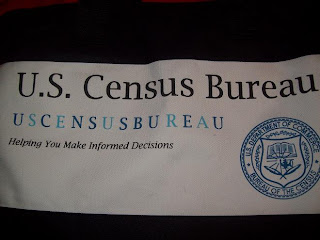 U.S. Census Bureau
USCENSUSBUREAU
Helping You Make Informed Decisions
U.S. DEPARTMENT OF COMMERCE
BUREAU OF THE CENSUS